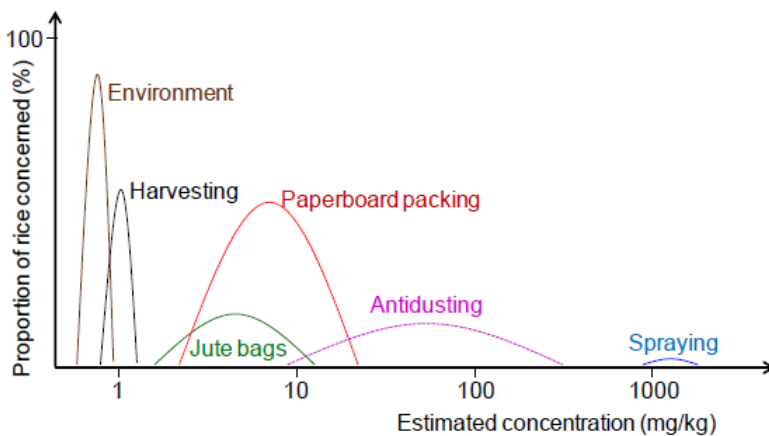 Proportion of rice concerned (%)
100
Environment
Harvesting
Paperboard packing
Jute bags
Antidusting
Spraying
1 10 100 1000
Estimated concentration (mg/kg)